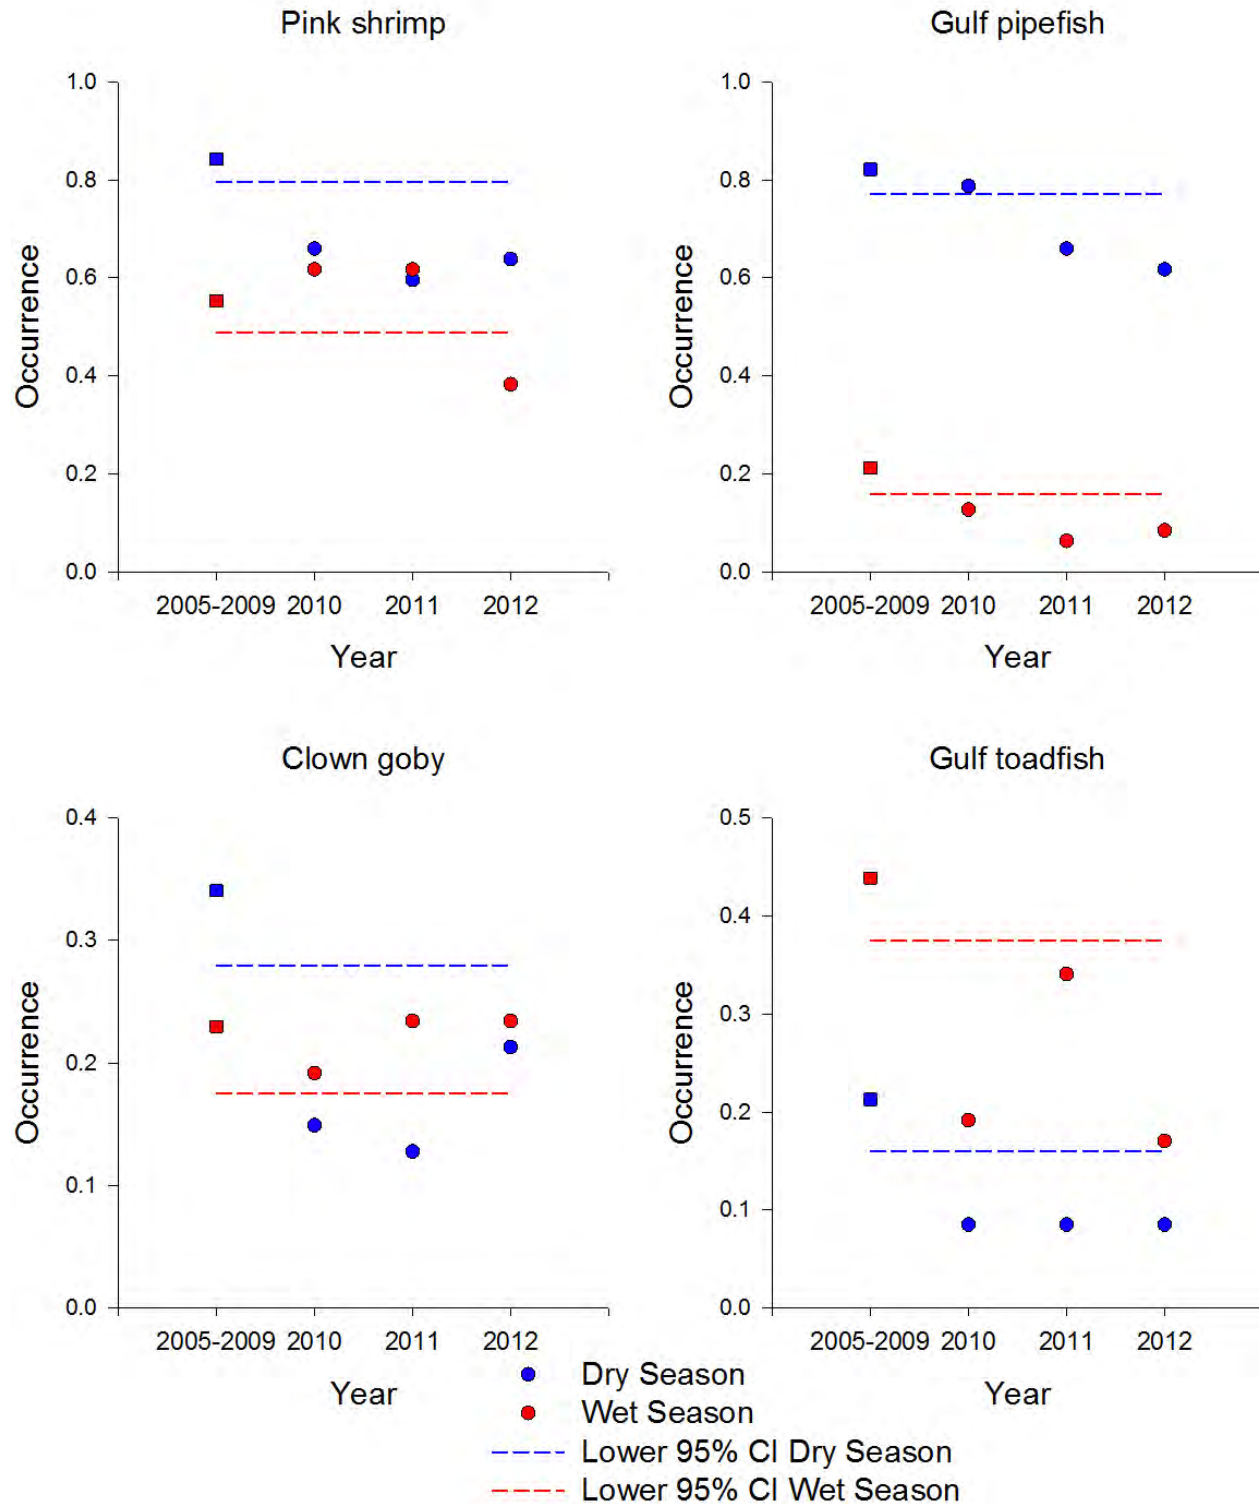 Pink shrimp
1.0
0.8
0.6
0.4
0.2
0.0
Occurrence
2005-2009 2010 2011 2012
Year
Gulf pipefish
1.0
0.8
0.6
0.4
0.2
0.0
Occurrence
2005-2009 2010 2011 2012
Year
Clown goby
0.4
0.3
0.2
0.1
0.0
Occurrence
2005-2009 2010 2011 2012
Year
Gulf toadfish
0.5
0.4
0.3
0.2
0.1
0.0
Occurrence
2005-2009 2010 2011 2012
Year
Dry Season
Wet Season
Lower 95% CI Dry Season
Lower 95% CI Wet Season